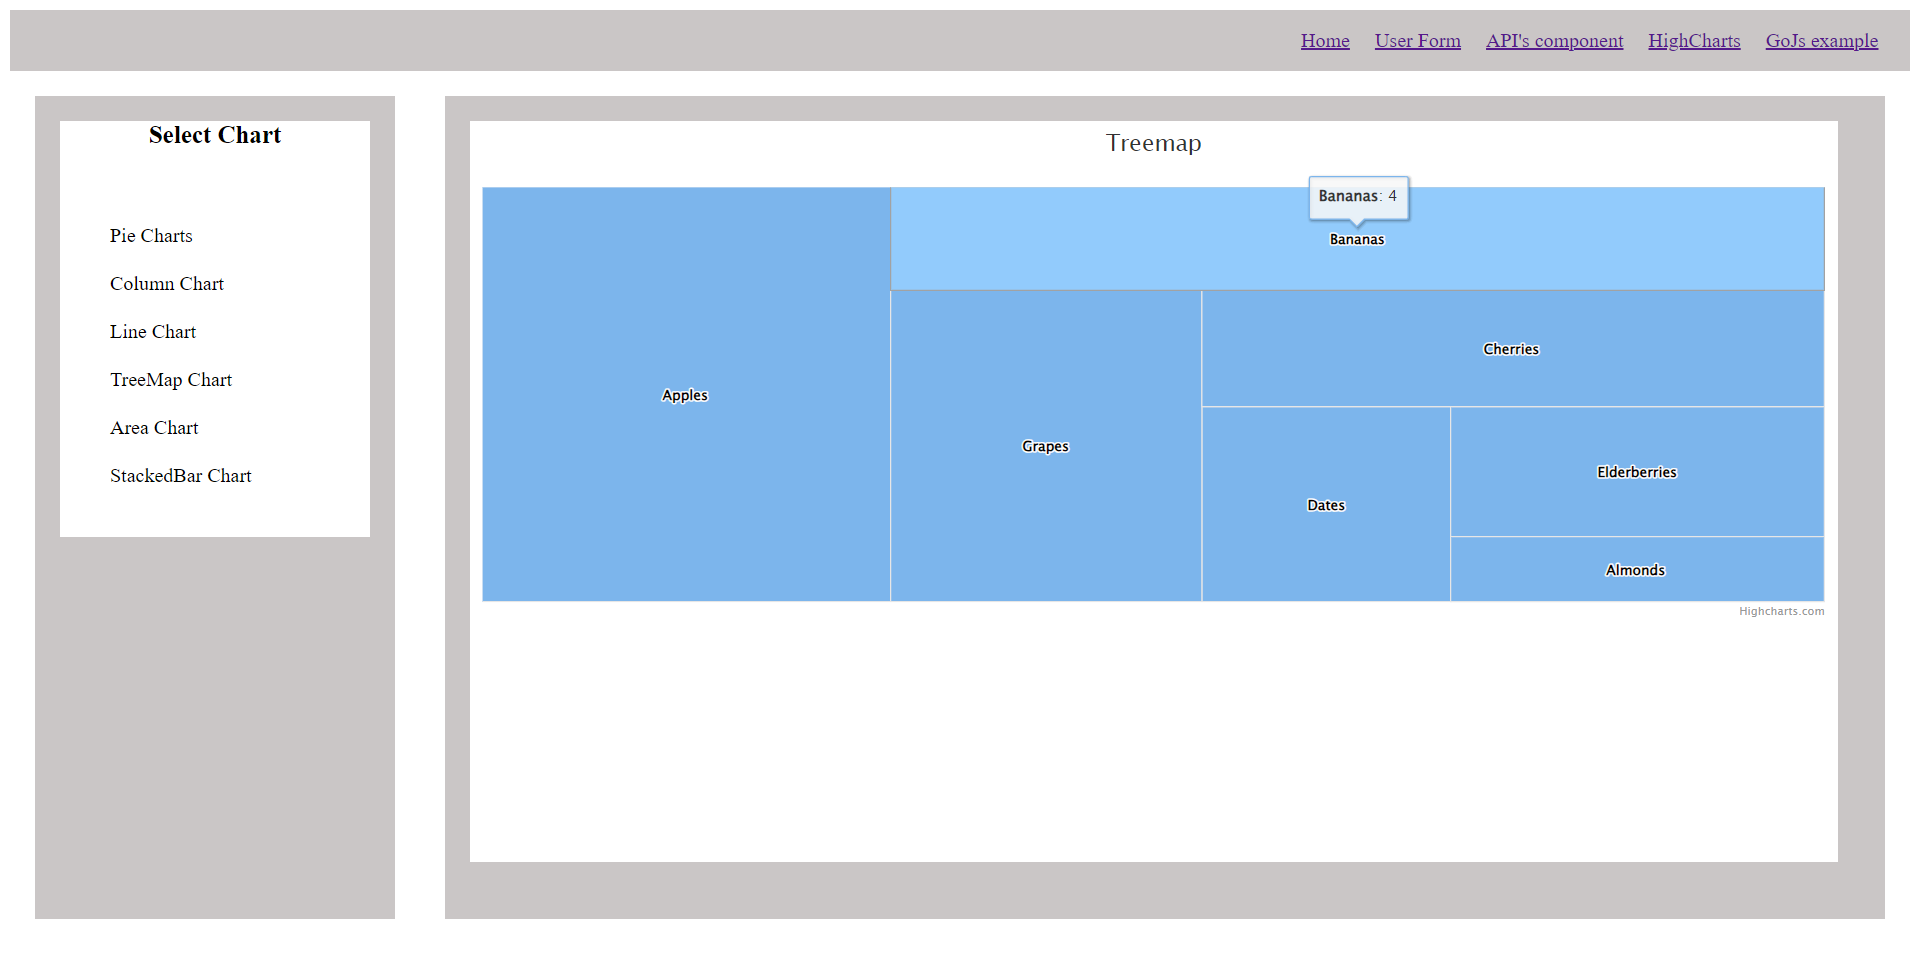 Home User Form API's component HighCharts GoJs example
Select Chart
Pie Charts
Column Chart
Line Chart
TreeMap Chart
Area Chart
StackedBar Chart
Treemap
Bananas: 4
Bananas
Cherries
Apples
Grapes
Elderberries
Dates
Almonds
Highcharts.com